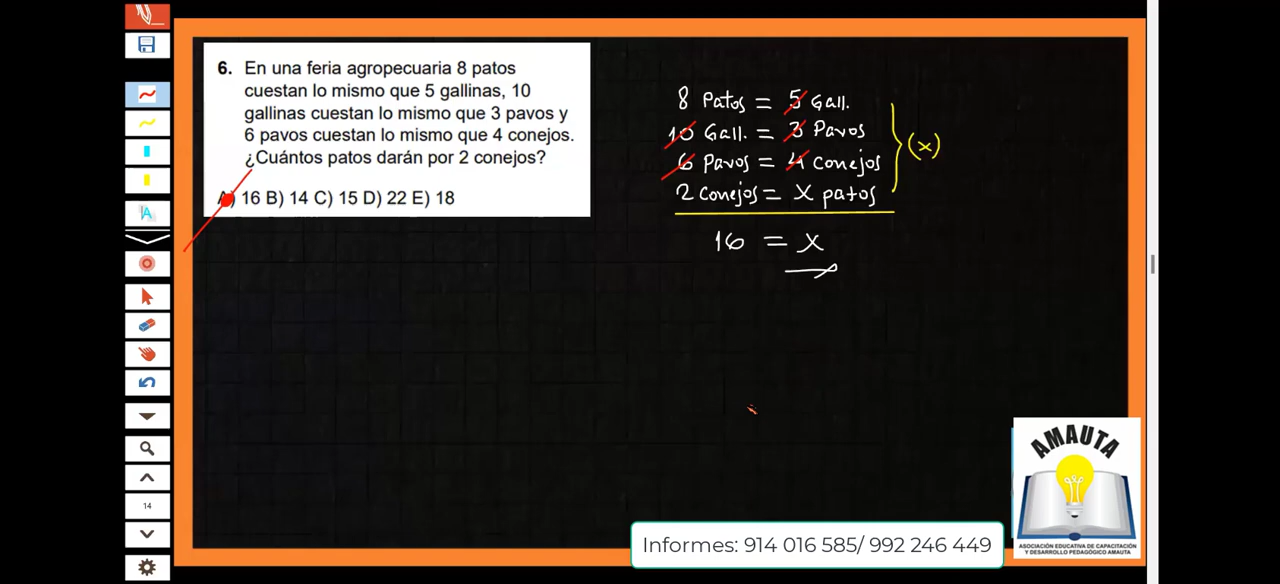 6. En una feria agropecuaria 8 patos
cuestan lo mismo que 5 gallinas, 10
gallinas cuestan lo mismo que 3 pavos y
6 pavos cuestan lo mismo que 4 conejos.
¿Cuántos patos darán por 2 conejos?
A) 16 B) 14 C) 15 D) 22 E) 18
8 Patos = 5 Gall.
10 Gall. = 3 Pavos
6 Pavos = 4 Conejos
2 Conejos = x patos
(x)
16 = x
A
14
AMAUTA
ASOCIACIÓN EDUCATIVA DE CAPACITACIÓN
Y DESARROLLO PEDAGÓGICO AMAUTA
Informes: 914 016 585/ 992 246 449